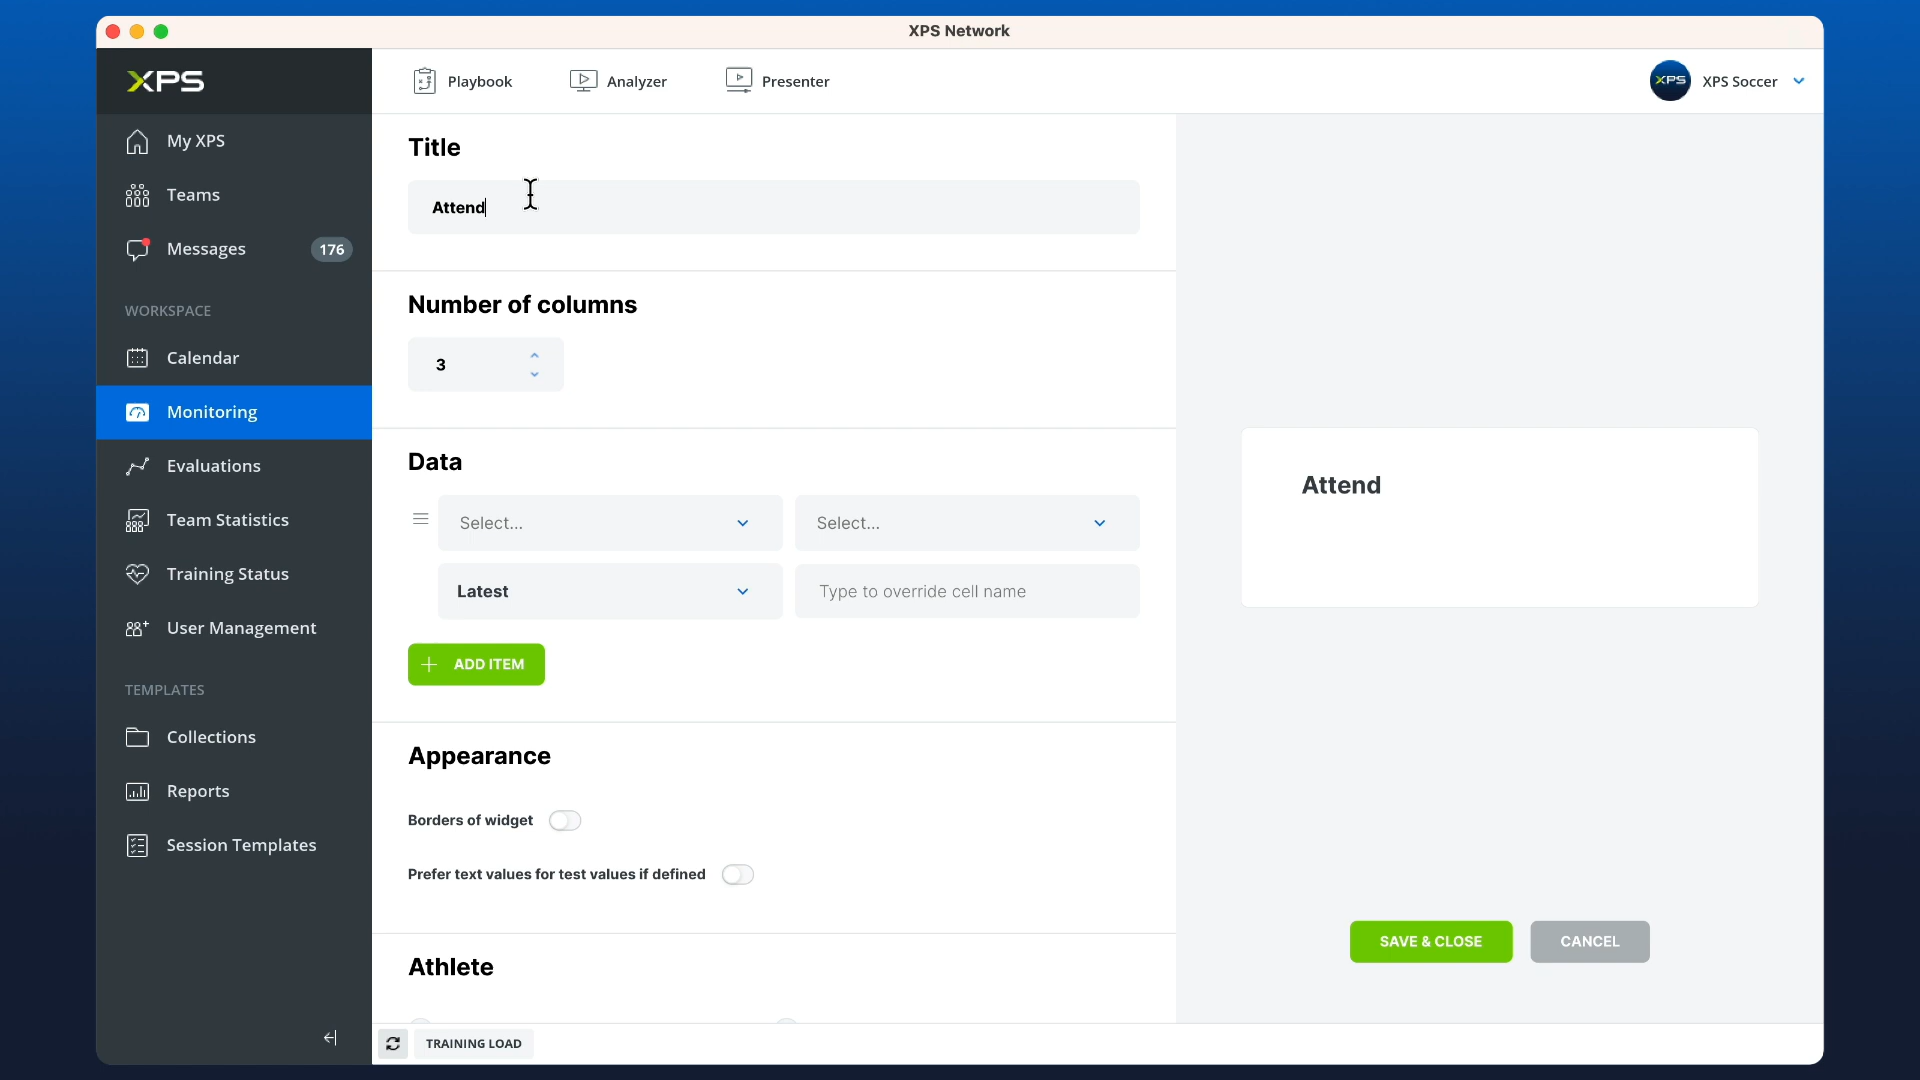 XPS Network
XPS
Playbook
Analyzer
Presenter
XPS
XPS Soccer
My XPS
Teams
Messages
176
WORKSPACE
Calendar
Monitoring
Evaluations
Team Statistics
Training Status
User Management
TEMPLATES
Collections
Reports
Session Templates
Title
Attend
Number of columns
3
Data
Select...
Select...
Latest
Type to override cell name
ADD ITEM
Appearance
Borders of widget
Prefer text values for test values if defined
Athlete
Attend
SAVE & CLOSE
CANCEL
TRAINING LOAD